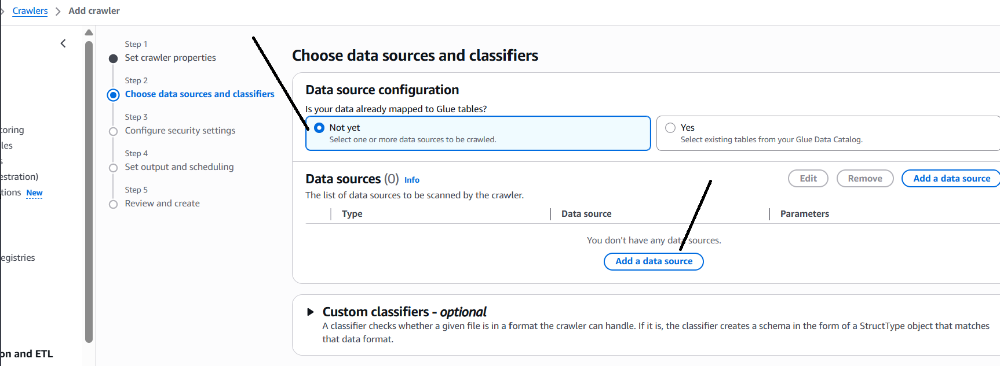 Crawlers
Add crawler
Step 1
Set crawler properties
Step 2
Choose data sources and classifiers
Step 3
Configure security settings
Step 4
Set output and scheduling
Step 5
Review and create
toring
les
s
estration)
tions New
egistries
on and ETL
Choose data sources and classifiers
Data source configuration
Is your data already mapped to Glue tables?
Not yet
Select one or more data sources to be crawled.
Yes
Select existing tables from your Glue Data Catalog.
Data sources (0) Info
Edit
Remove
Add a data source
The list of data sources to be scanned by the crawler.
Type
Data source
Parameters
You don't have any data sources.
Add a data source
Custom classifiers - optional
A classifier checks whether a given file is in a format the crawler can handle. If it is, the classifier creates a schema in the form of a StructType object that matches
that data format.